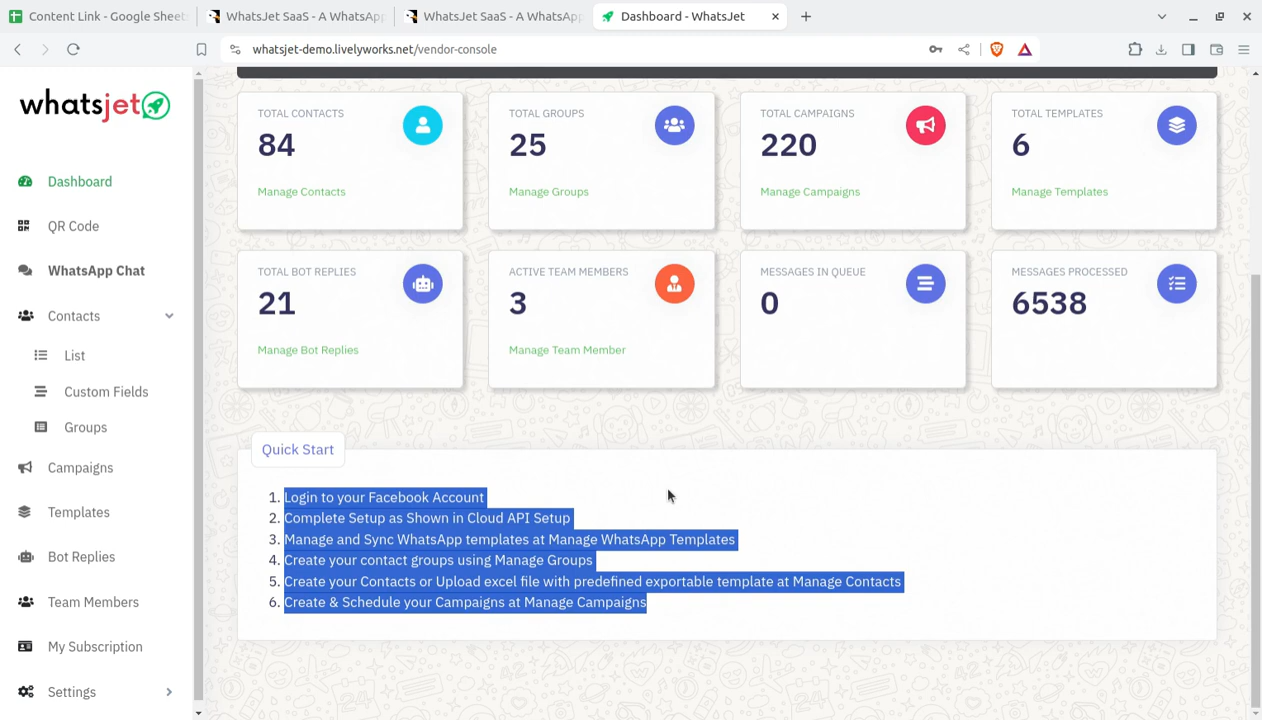 Content Link - Google Sheet
WhatsJet SaaS - A WhatsApp
WhatsJet SaaS - A WhatsApp
Dashboard - WhatsJet
whatsjet-demo.livelyworks.net/vendor-console
whatsjet
Dashboard
QR Code
WhatsApp Chat
Contacts
List
Custom Fields
Groups
Campaigns
Templates
Bot Replies
Team Members
My Subscription
Settings
TOTAL CONTACTS
84
Manage Contacts
TOTAL GROUPS
25
Manage Groups
TOTAL CAMPAIGNS
220
Manage Campaigns
TOTAL TEMPLATES
6
Manage Templates
TOTAL BOT REPLIES
21
Manage Bot Replies
ACTIVE TEAM MEMBERS
3
Manage Team Member
MESSAGES IN QUEUE
0
MESSAGES PROCESSED
6538
Quick Start
1. Login to your Facebook Account
2. Complete Setup as Shown in Cloud API Setup
3. Manage and Sync WhatsApp templates at Manage WhatsApp Templates
4. Create your contact groups using Manage Groups
5. Create your Contacts or Upload excel file with predefined exportable template at Manage Contacts
6. Create & Schedule your Campaigns at Manage Campaigns